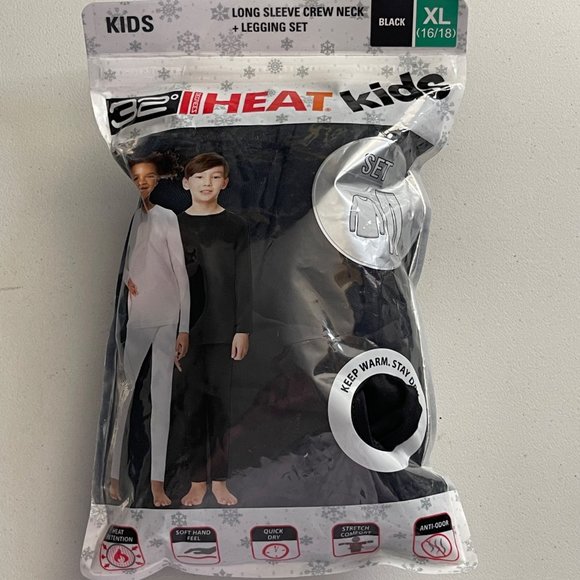 KIDS
LONG SLEEVE CREW NECK
+ LEGGING SET
BLACK
XL
(16/18)
32° HEAT kids
SET
KEEP WARM. STAY D
HEAT
RETENTION
SOFT HAND
FEEL
QUICK
DRY
STRETCH
COMFORT
ANTI-ODOR